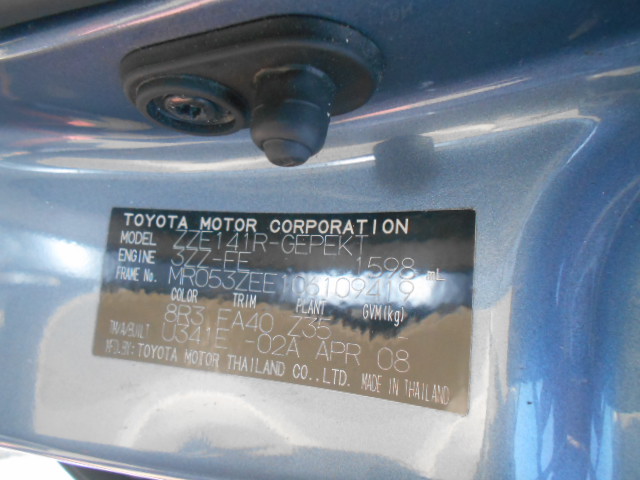 TOYOTA MOTOR CORPORATION
MODEL ZZE141R-GEPEKT
ENGINE 3ZZ-FE 1598 mL
FRAME No. MR053ZEE106109419
COLOR TRIM PLANT GVM(kg)
8R3 FA40 Z35 -
TM/A/BUILT U341E -02A APR 08
MFD.BY: TOYOTA MOTOR THAILAND CO.,LTD. MADE IN THAILAND